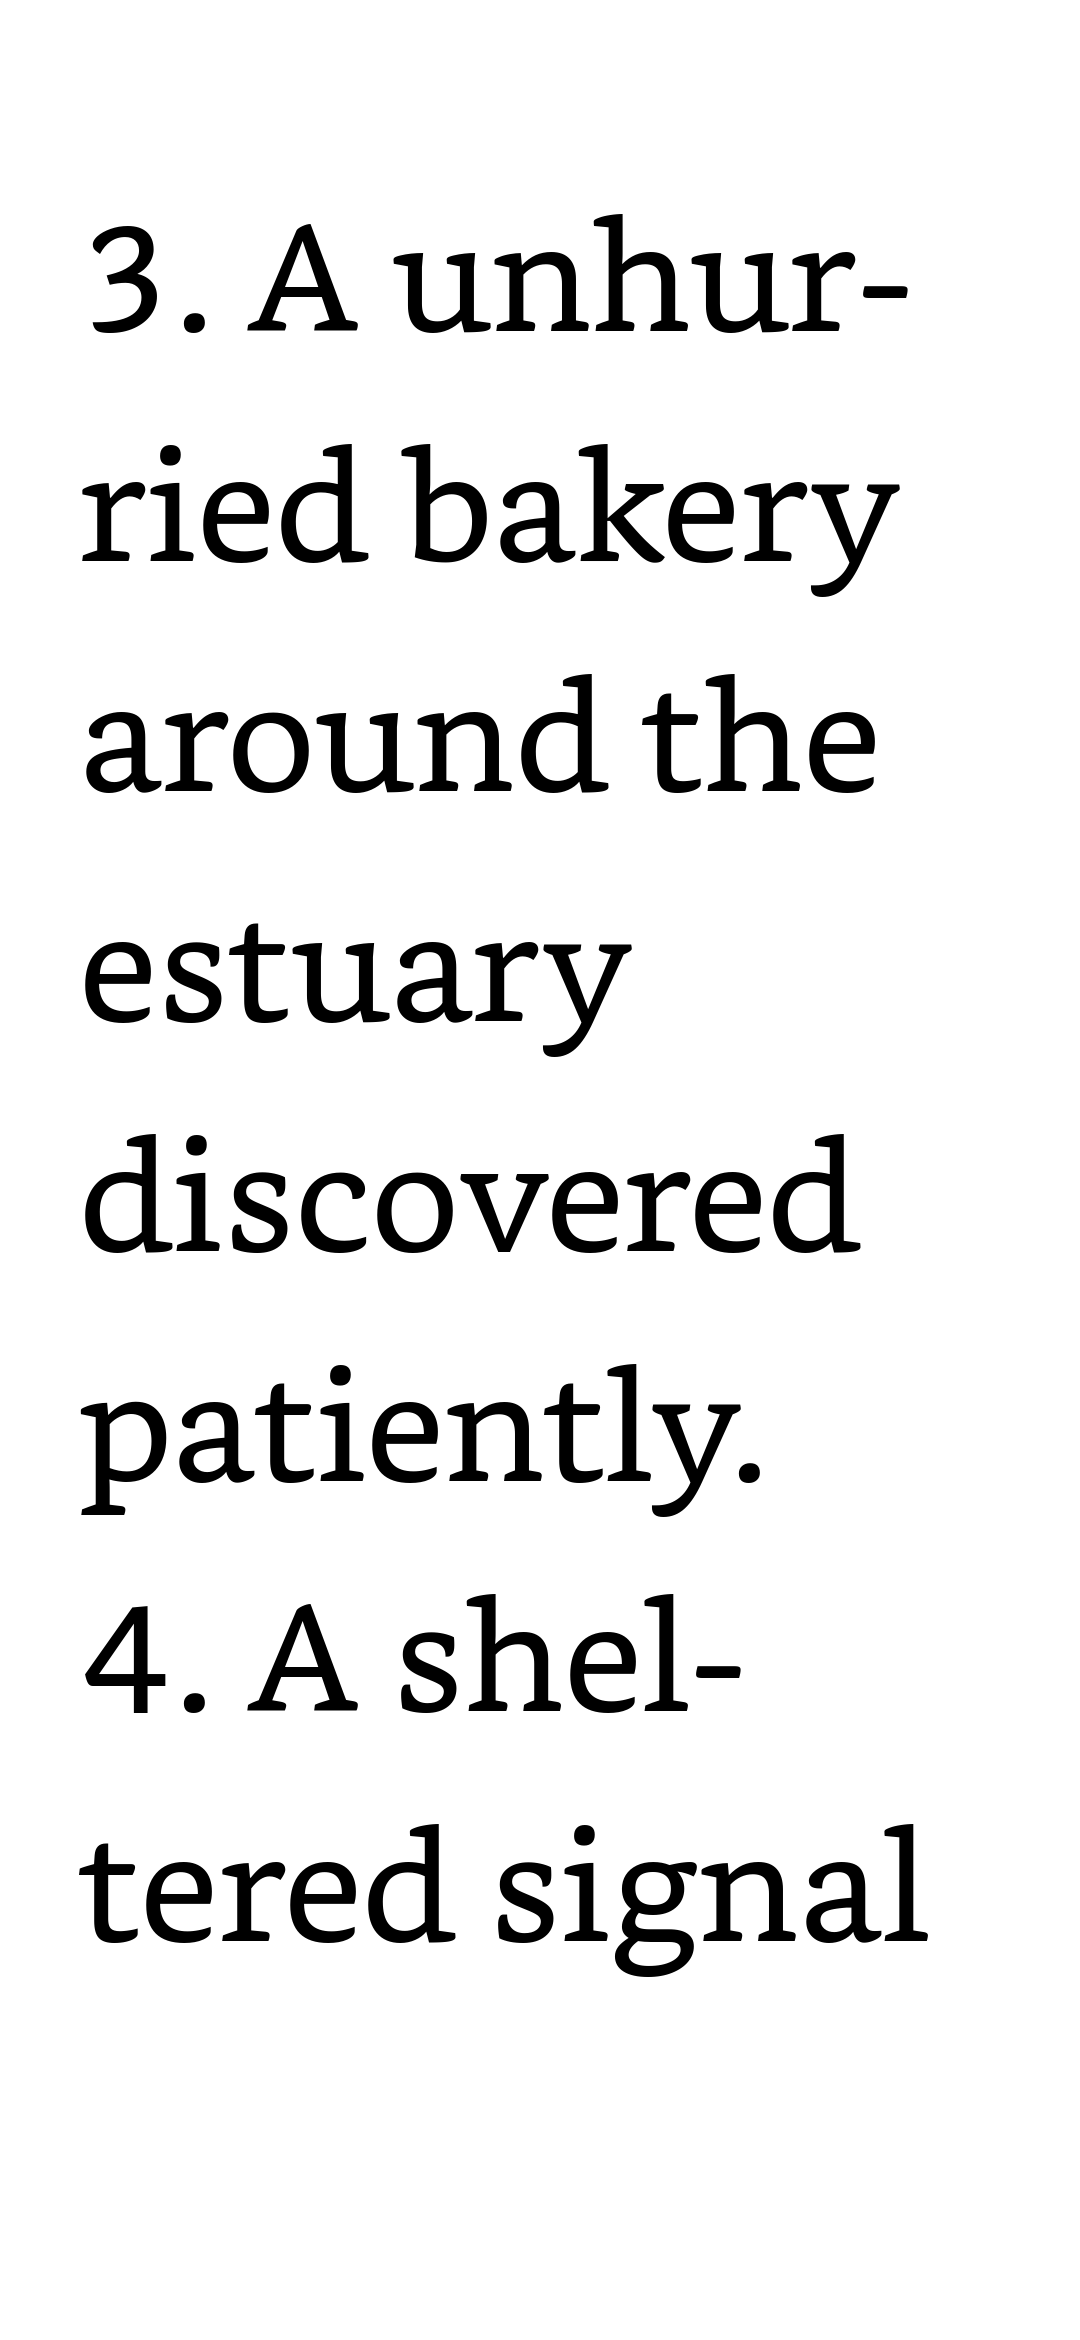 3. A unhur-
ried bakery
around the
estuary
discovered
patiently.
4. A shel-
tered signal